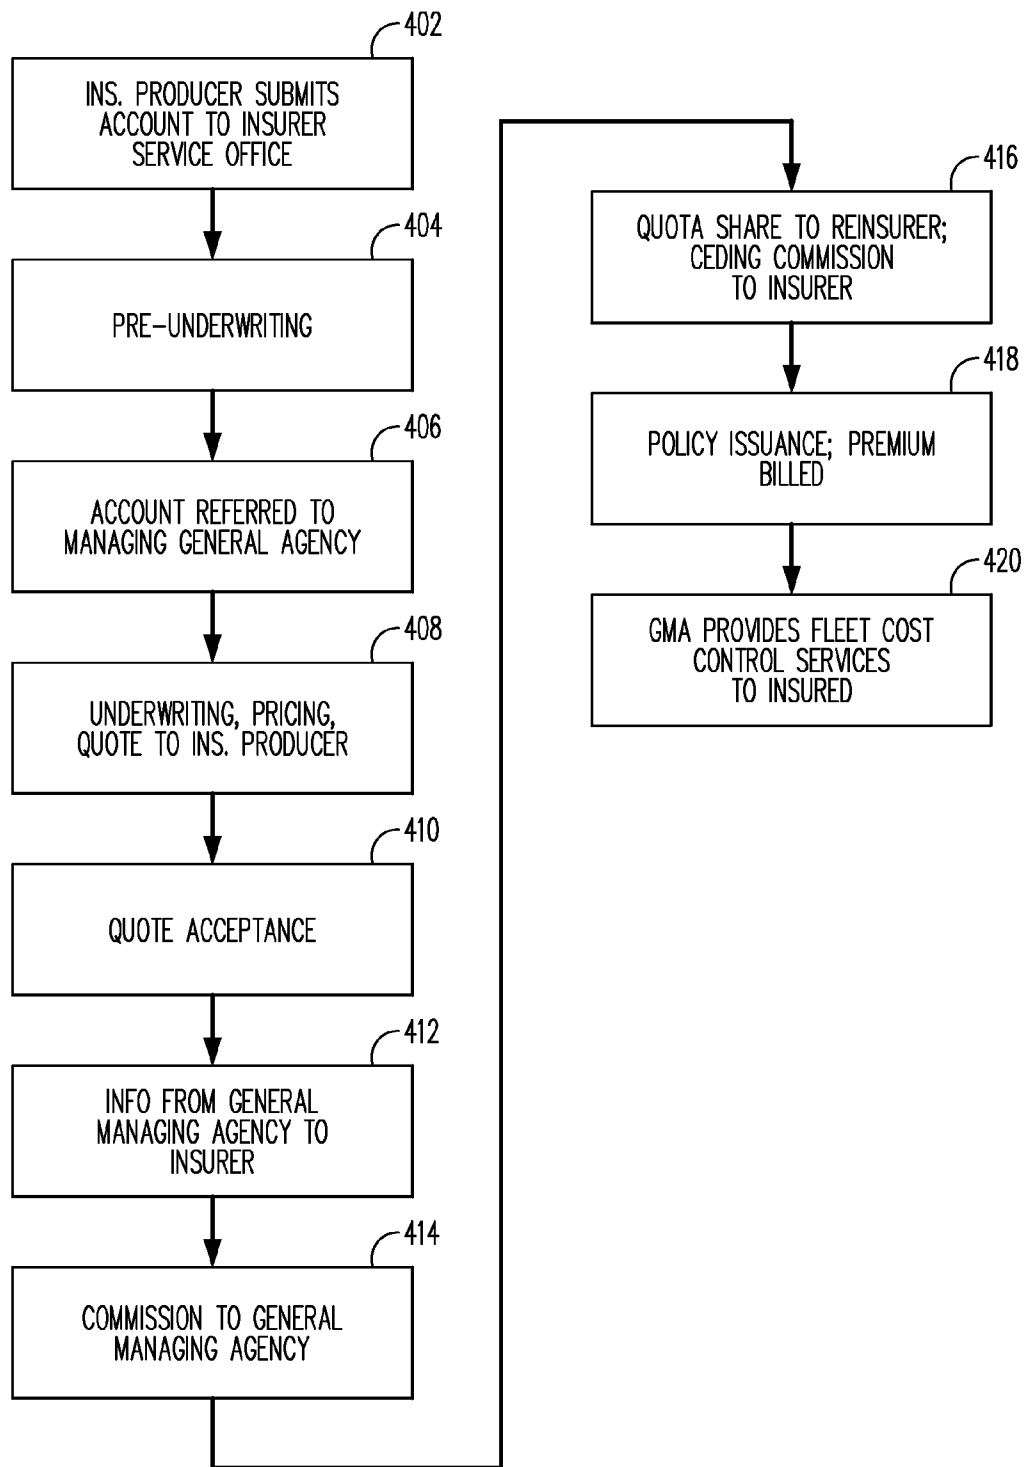 402
INS. PRODUCER SUBMITS
ACCOUNT TO INSURER
SERVICE OFFICE
404
PRE-UNDERWRITING
406
ACCOUNT REFERRED TO
MANAGING GENERAL AGENCY
408
UNDERWRITING, PRICING,
QUOTE TO INS. PRODUCER
410
QUOTE ACCEPTANCE
412
INFO FROM GENERAL
MANAGING AGENCY TO
INSURER
414
COMMISSION TO GENERAL
MANAGING AGENCY
416
QUOTA SHARE TO REINSURER;
CEDING COMMISSION
TO INSURER
418
POLICY ISSUANCE; PREMIUM
BILLED
420
GMA PROVIDES FLEET COST
CONTROL SERVICES
TO INSURED